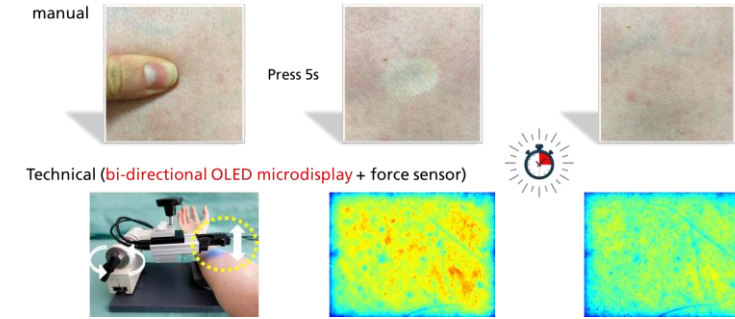 manual
Press 5s
Technical (bi-directional OLED microdisplay + force sensor)